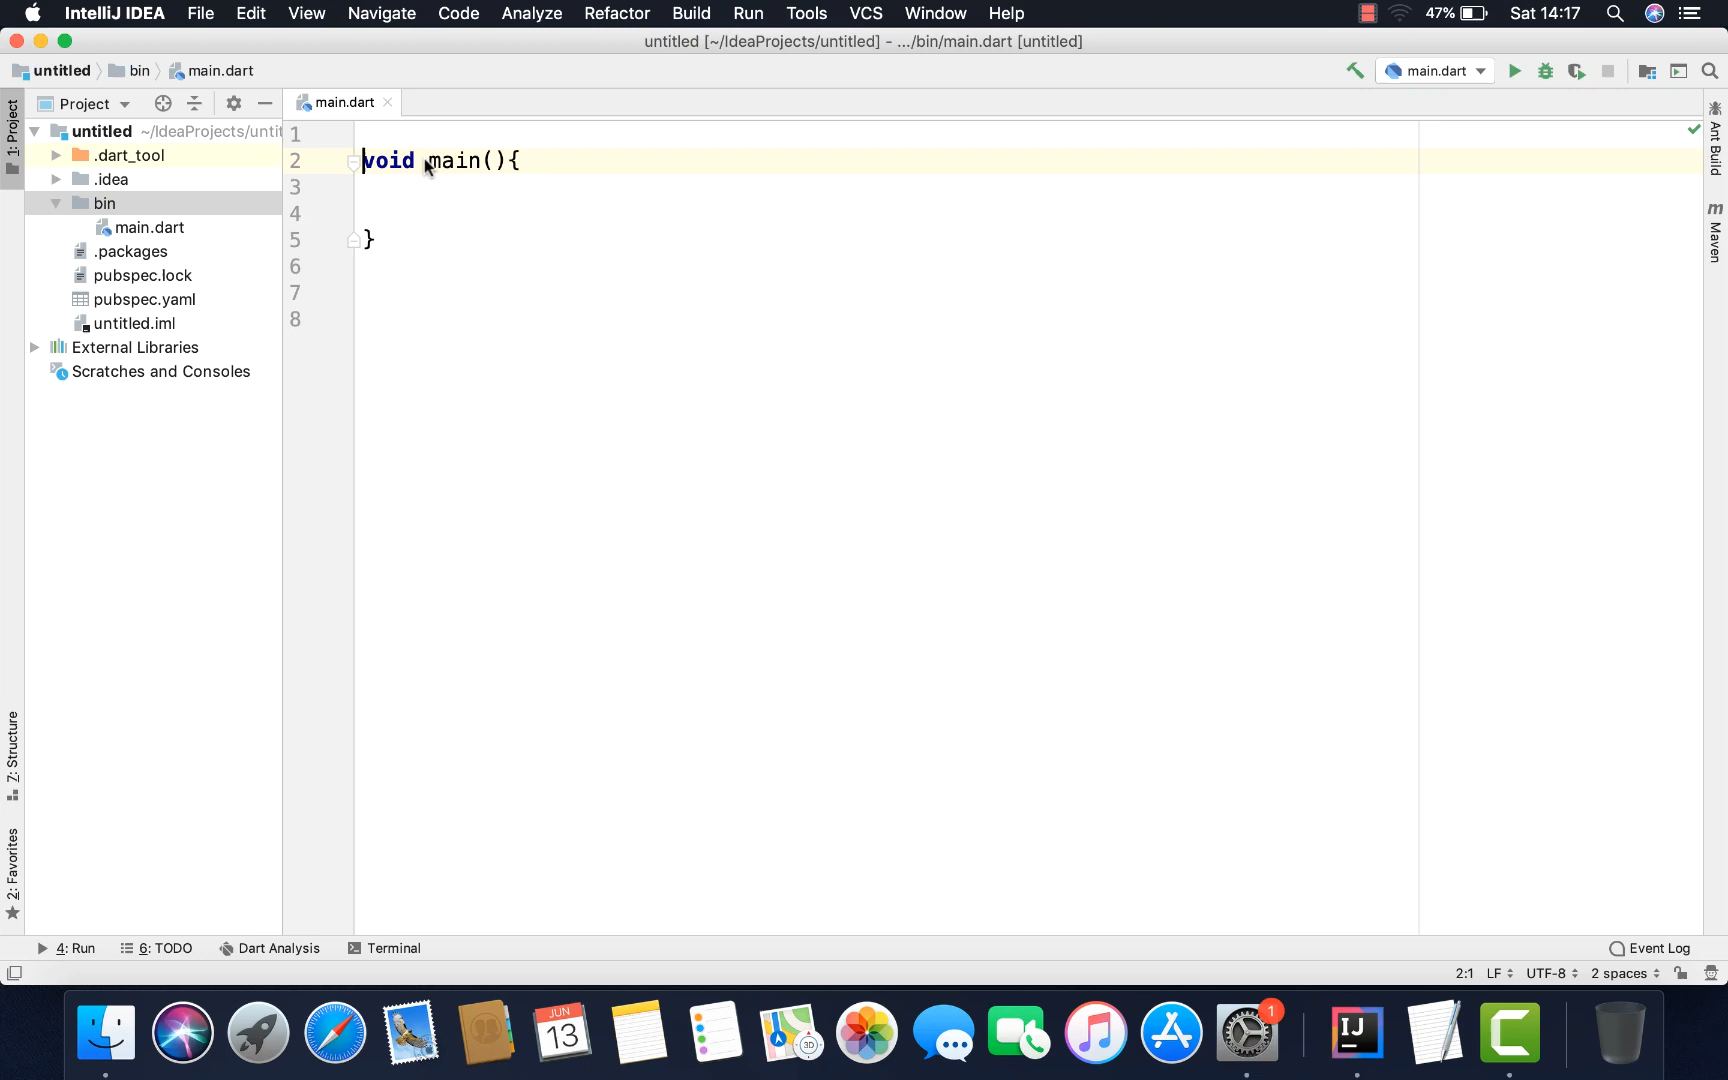 IntelliJ IDEA File Edit View Navigate Code Analyze Refactor Build Run Tools VCS Window Help 47% Sat 14:17
untitled [~/IdeaProjects/untitled] - .../bin/main.dart [untitled]
untitled bin main.dart main.dart
1: Project
Project
main.dart
untitled ~/IdeaProjects/untit
.dart_tool
.idea
bin
main.dart
.packages
pubspec.lock
pubspec.yaml
untitled.iml
External Libraries
Scratches and Consoles
1
2 void main(){
3
4
5 }
6
7
8
Ant Build
m Maven
7: Structure
2: Favorites
4: Run 6: TODO Dart Analysis Terminal Event Log
2:1 LF UTF-8 2 spaces
JUN
13
3D
1
IJ